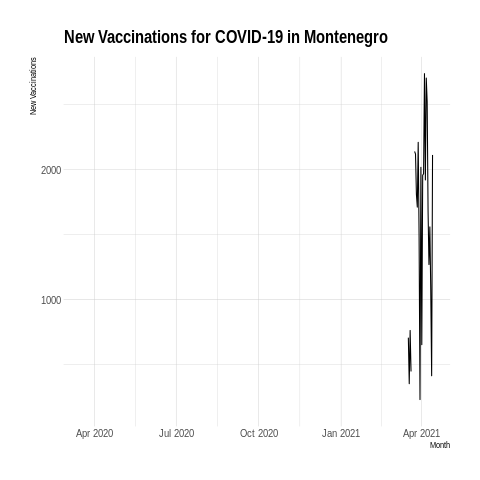 New Vaccinations for COVID-19 in Montenegro
New Vaccinations
2000
1000
Apr 2020 Jul 2020 Oct 2020 Jan 2021 Apr 2021
Month